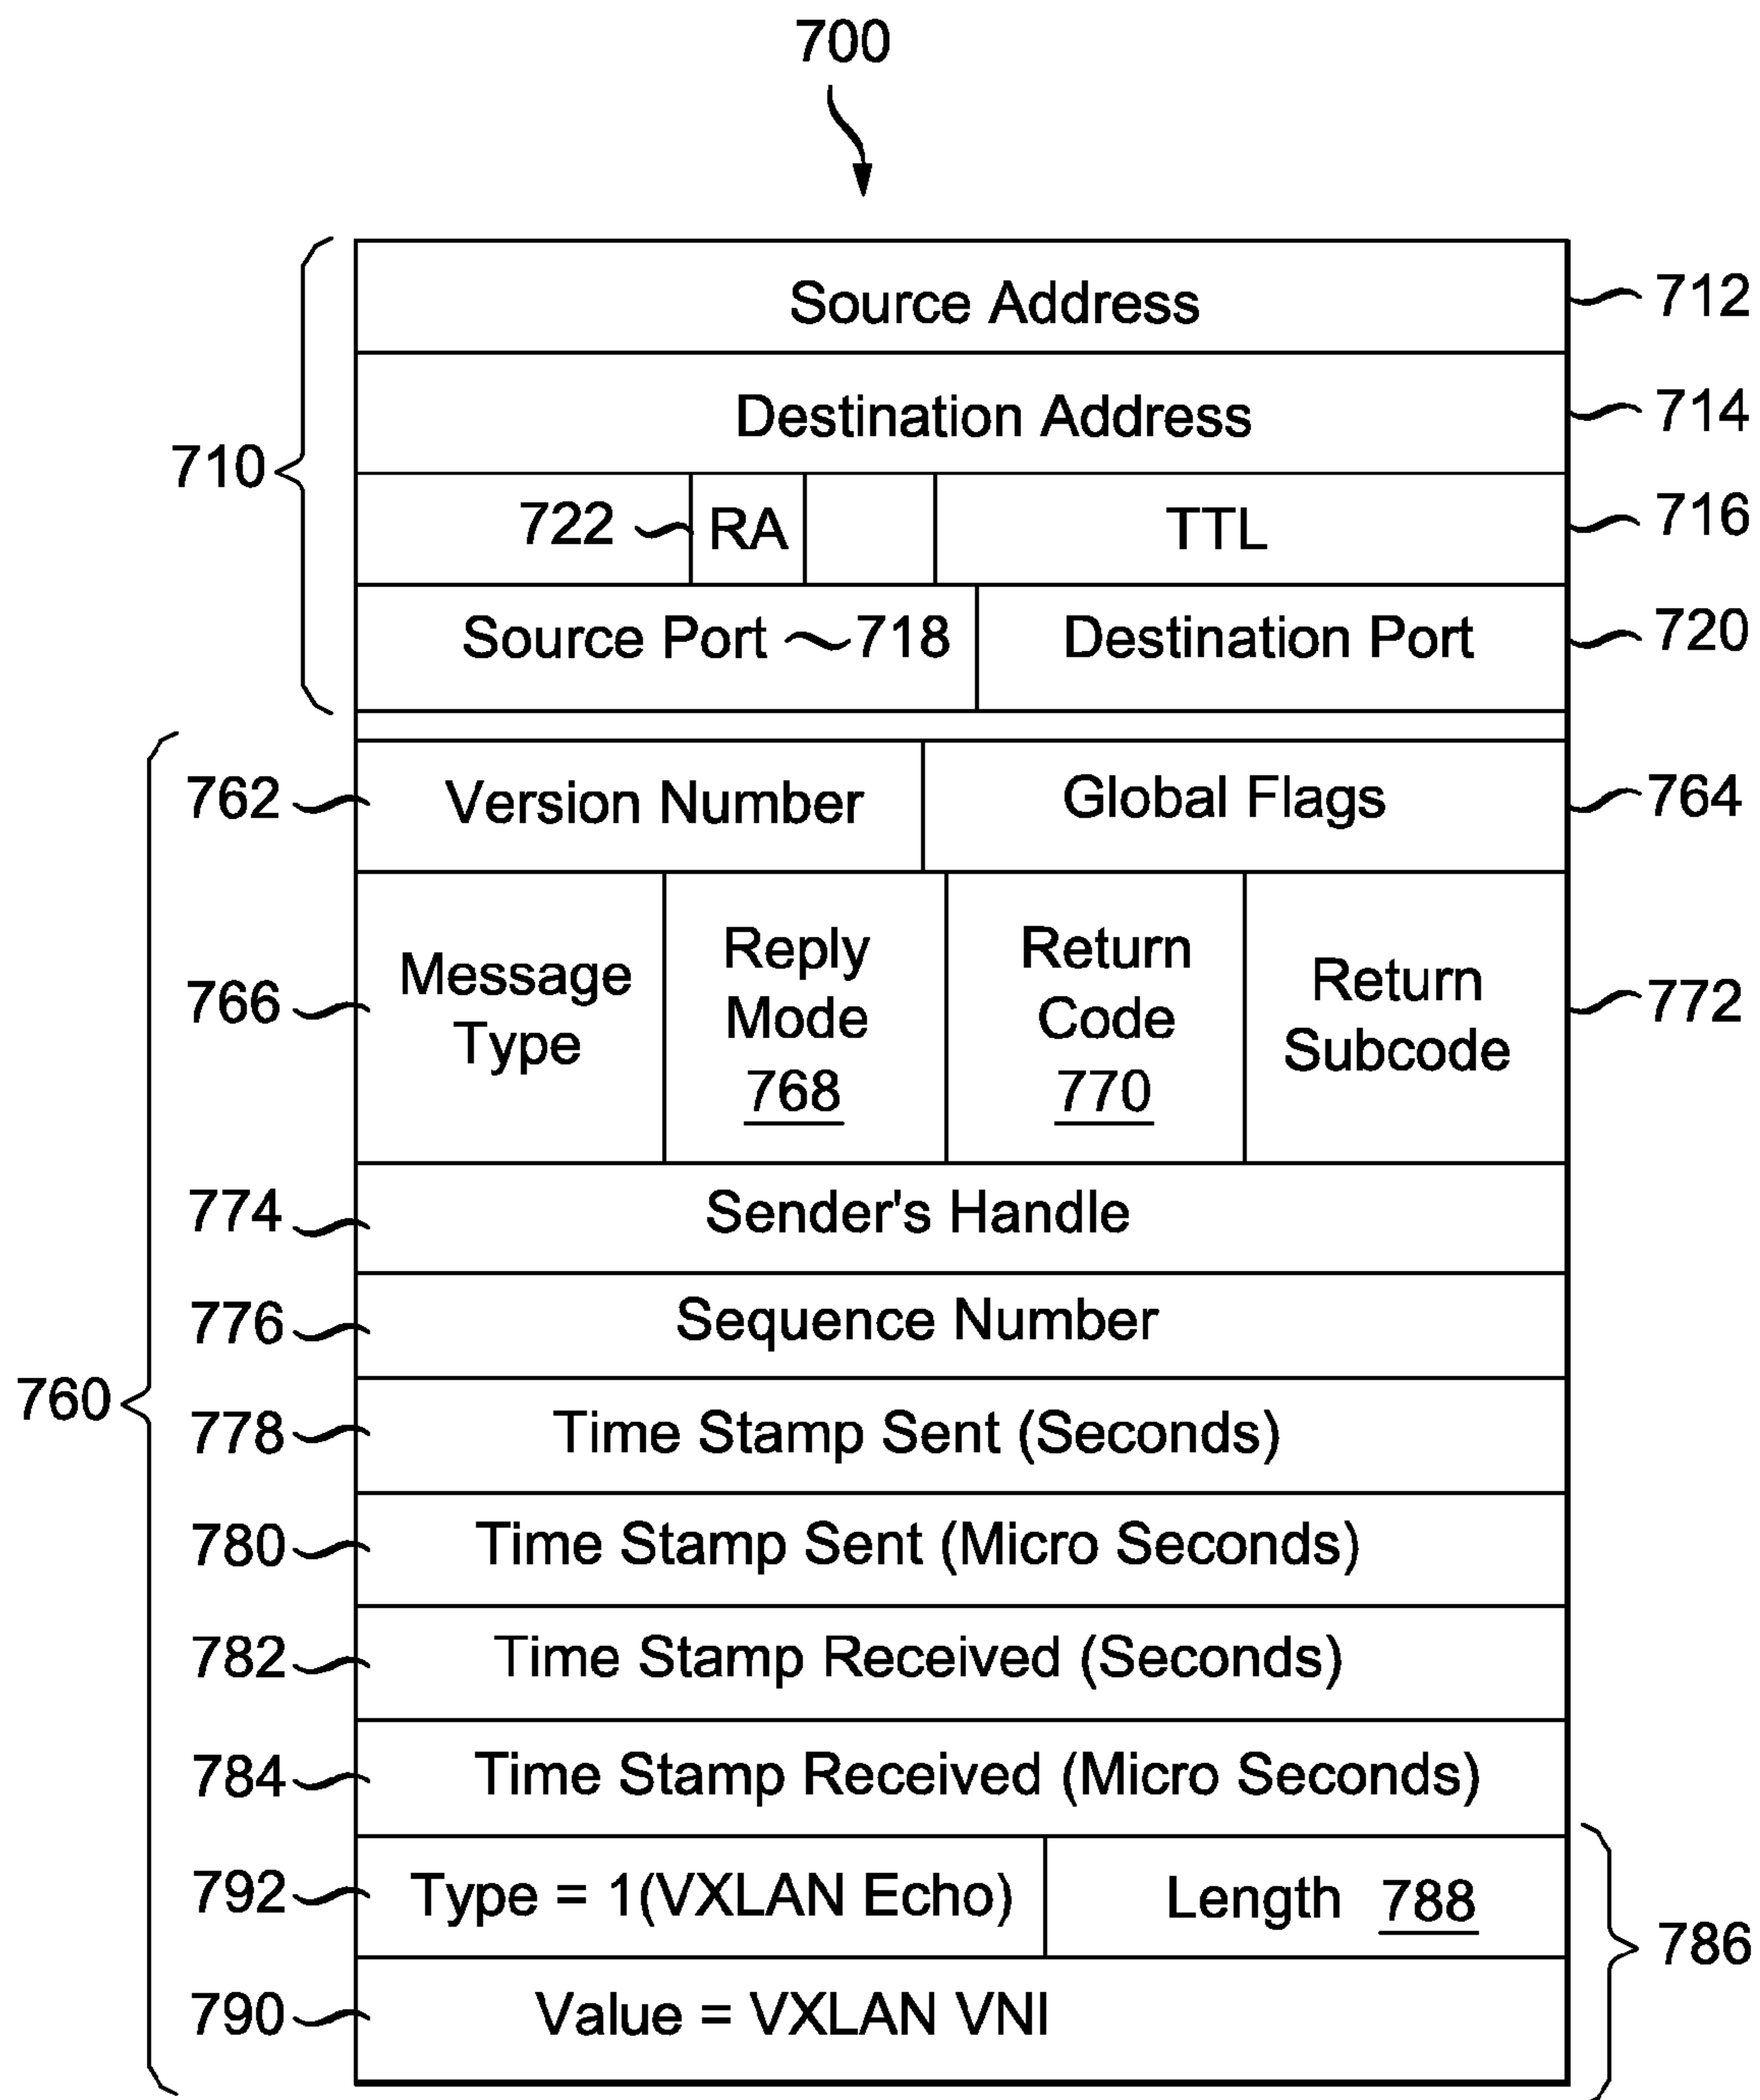 700
Source Address 712
Destination Address 714
710
722 RA TTL 716
Source Port 718 Destination Port 720
762 Version Number Global Flags 764
766 Message Type Reply Mode 768 Return Code 770 Return Subcode 772
774 Sender's Handle
776 Sequence Number
760
778 Time Stamp Sent (Seconds)
780 Time Stamp Sent (Micro Seconds)
782 Time Stamp Received (Seconds)
784 Time Stamp Received (Micro Seconds)
792 Type = 1(VXLAN Echo) Length 788
786
790 Value = VXLAN VNI